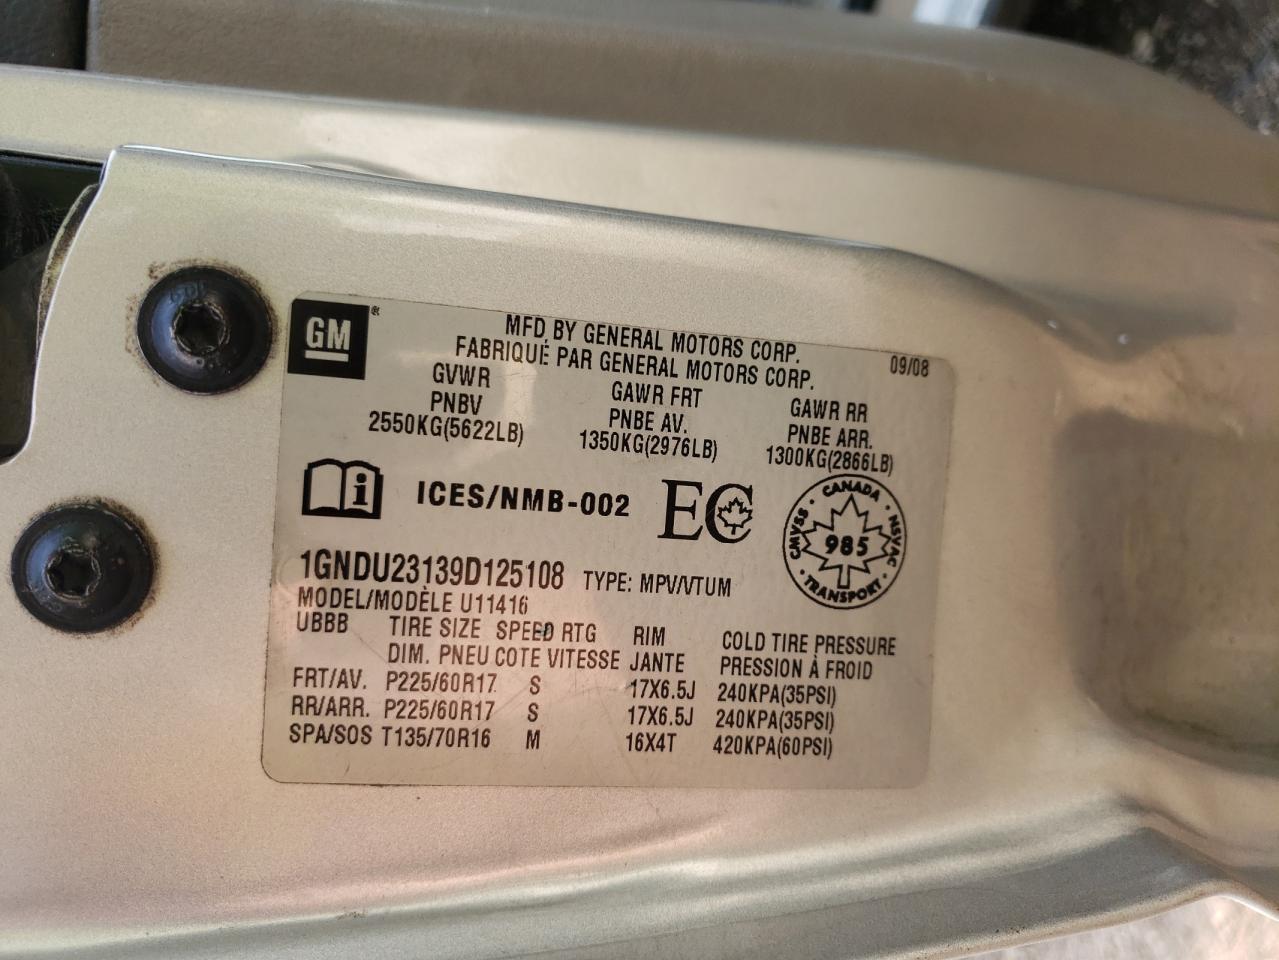 GM ®
MFD BY GENERAL MOTORS CORP. 09/08
FABRIQUÉ PAR GENERAL MOTORS CORP.
GVWR GAWR FRT GAWR RR
PNBV PNBE AV. PNBE ARR.
2550KG(5622LB) 1350KG(2976LB) 1300KG(2866LB)
i ICES/NMB-002 EC
CANADA
CMVSS 985 NSVAC
TRANSPORT
1GNDU23139D125108 TYPE: MPV/VTUM
MODEL/MODÈLE U11416
UBBB TIRE SIZE SPEED RTG RIM COLD TIRE PRESSURE
DIM. PNEU COTE VITESSE JANTE PRESSION À FROID
FRT/AV. P225/60R17 S 17X6.5J 240KPA(35PSI)
RR/ARR. P225/60R17 S 17X6.5J 240KPA(35PSI)
SPA/SOS T135/70R16 M 16X4T 420KPA(60PSI)